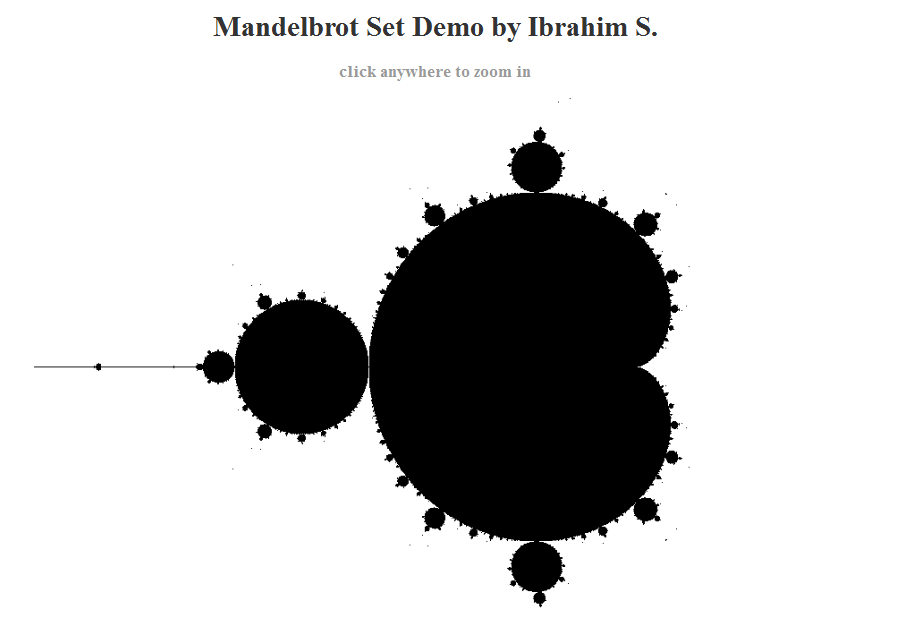 Mandelbrot Set Demo by Ibrahim S.
click anywhere to zoom in